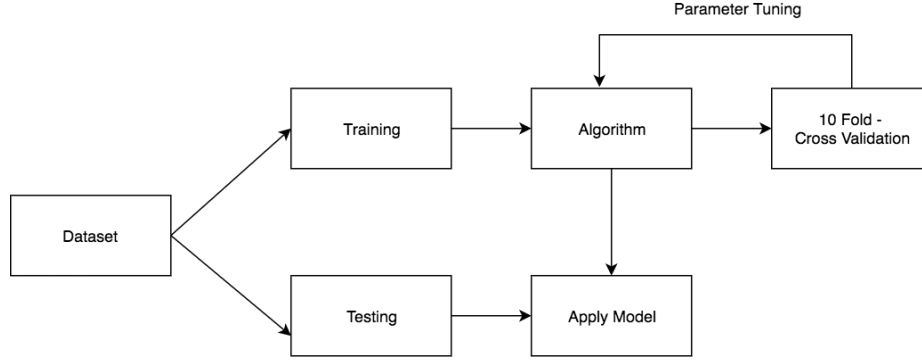 Parameter Tuning
Training
Algorithm
10 Fold -
Cross Validation
Dataset
Testing
Apply Model